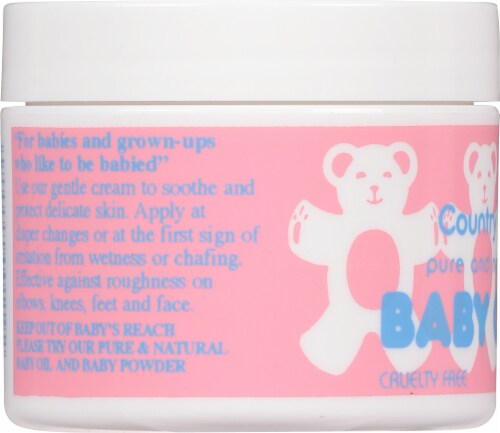 "For babies and grown-ups
who like to be babied"
Use our gentle cream to soothe and
protect delicate skin. Apply at
diaper changes or at the first sign of
irritation from wetness or chafing.
Effective against roughness on
elbows, knees, feet and face.
KEEP OUT OF BABY'S REACH
PLEASE TRY OUR PURE & NATURAL
BABY OIL AND BABY POWDER
Country
pure and
BABY
CRUELTY FREE